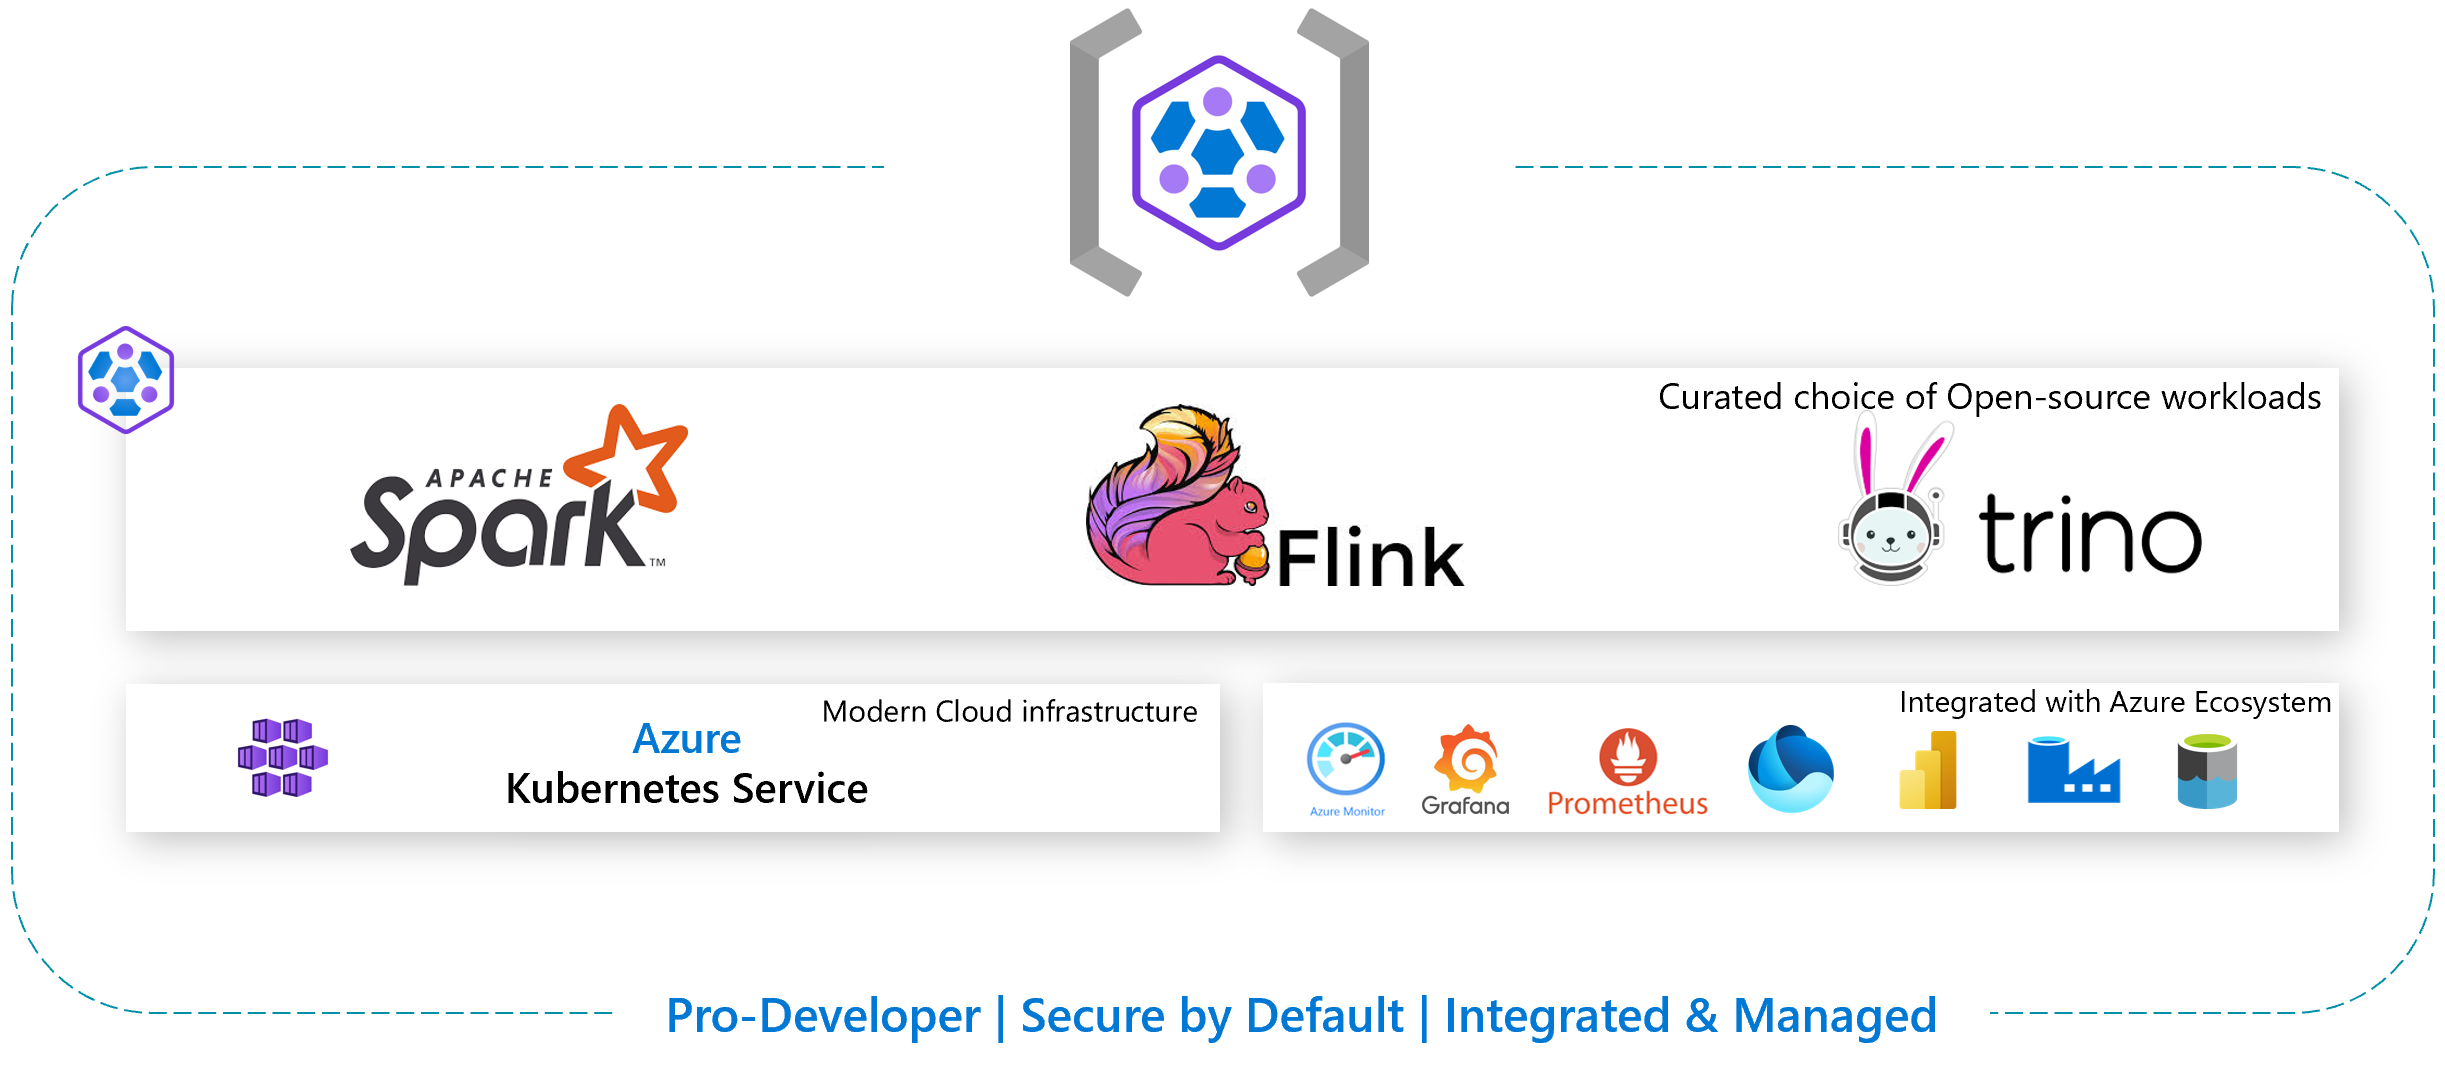 Curated choice of Open-source workloads
APACHE
Spark™
Flink
trino
Modern Cloud infrastructure
Azure
Kubernetes Service
Integrated with Azure Ecosystem
Azure Monitor
Grafana
Prometheus
Pro-Developer | Secure by Default | Integrated & Managed